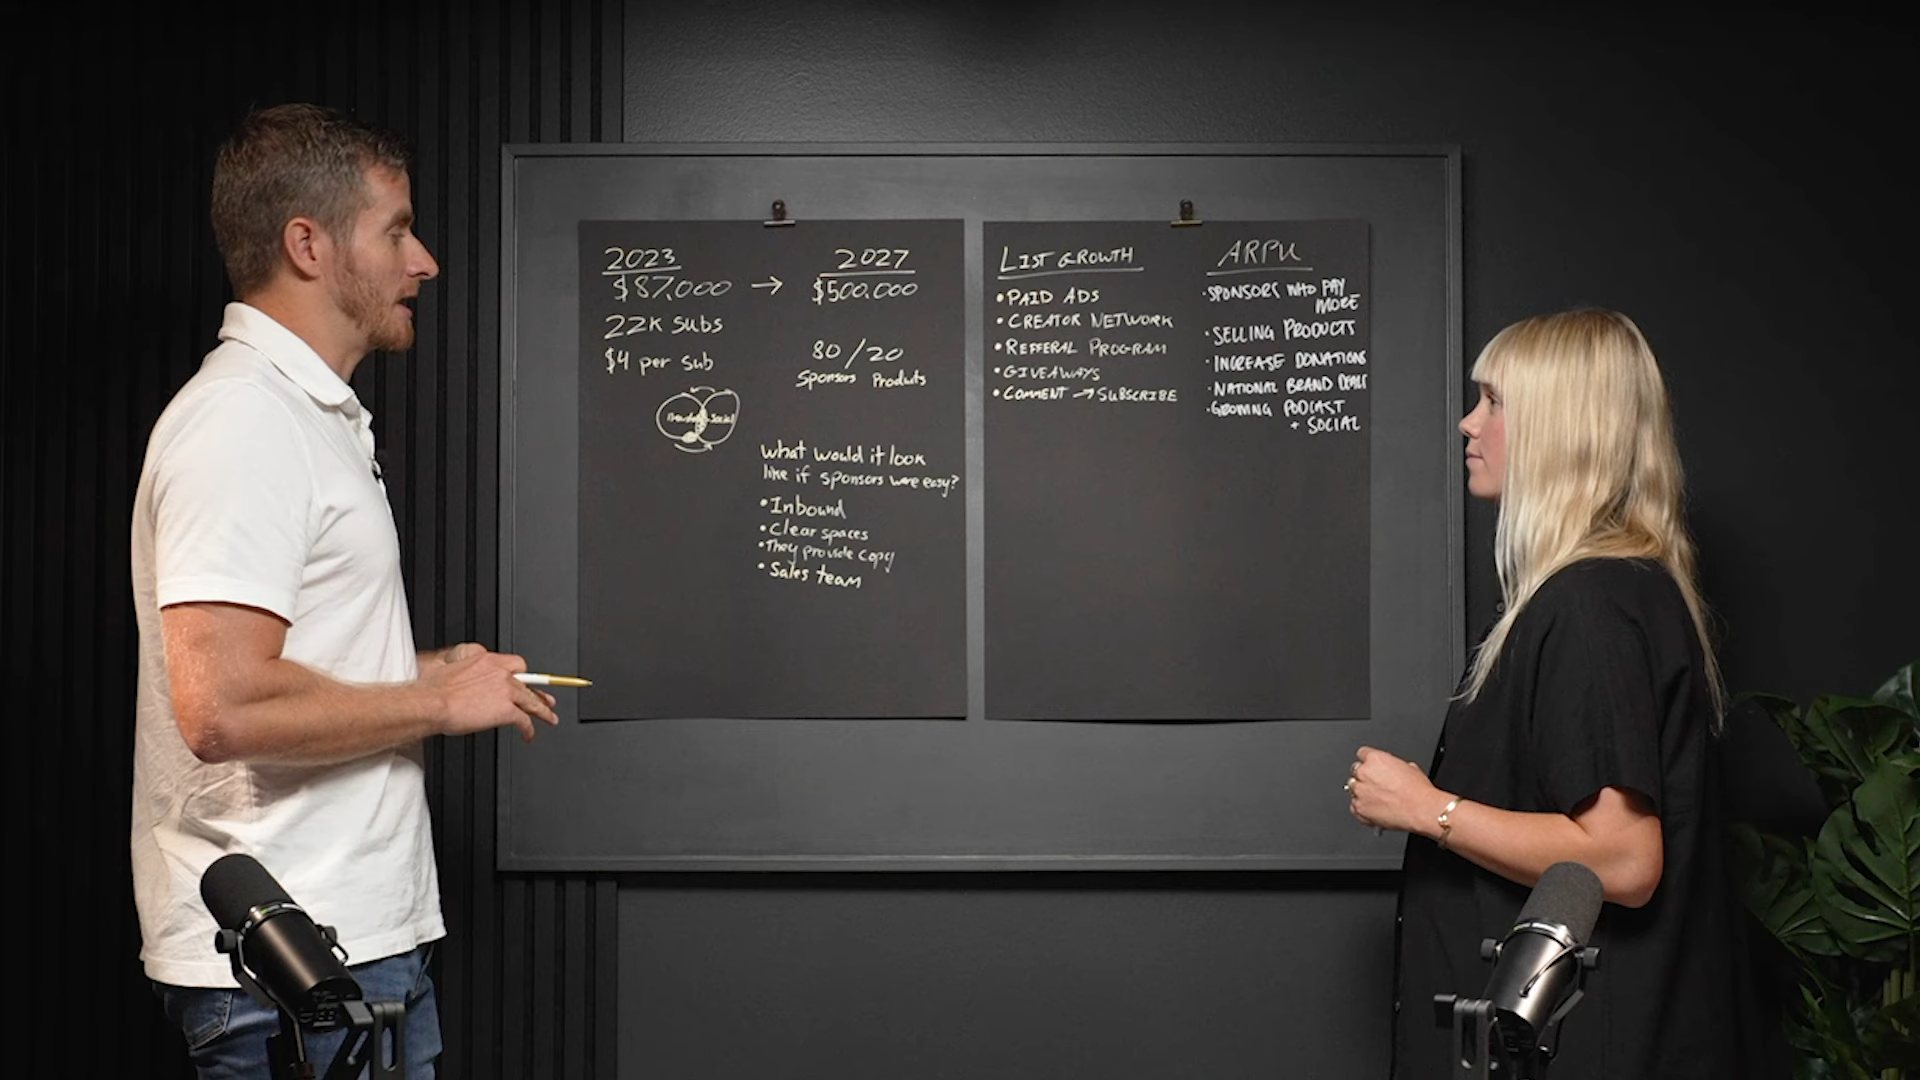 2023
$87,000 →
22K Subs
$4 per Sub
Social
2027
$500,000
80/20
Sponsors Products
What would it look
like if sponsors were easy?
• Inbound
• Clear spaces
• They provide copy
• Sales team
LIST GROWTH
• PAID ADS
• CREATOR NETWORK
• REFFERAL PROGRAM
• GIVEAWAYS
• COMMENT → SUBSCRIBE
ARPU
• SPONSORS WHO PAY
MORE
• SELLING PRODUCTS
• INCREASE DONATIONS
• NATIONAL BRAND DEALS
• GROWING PODCAST
+ SOCIAL